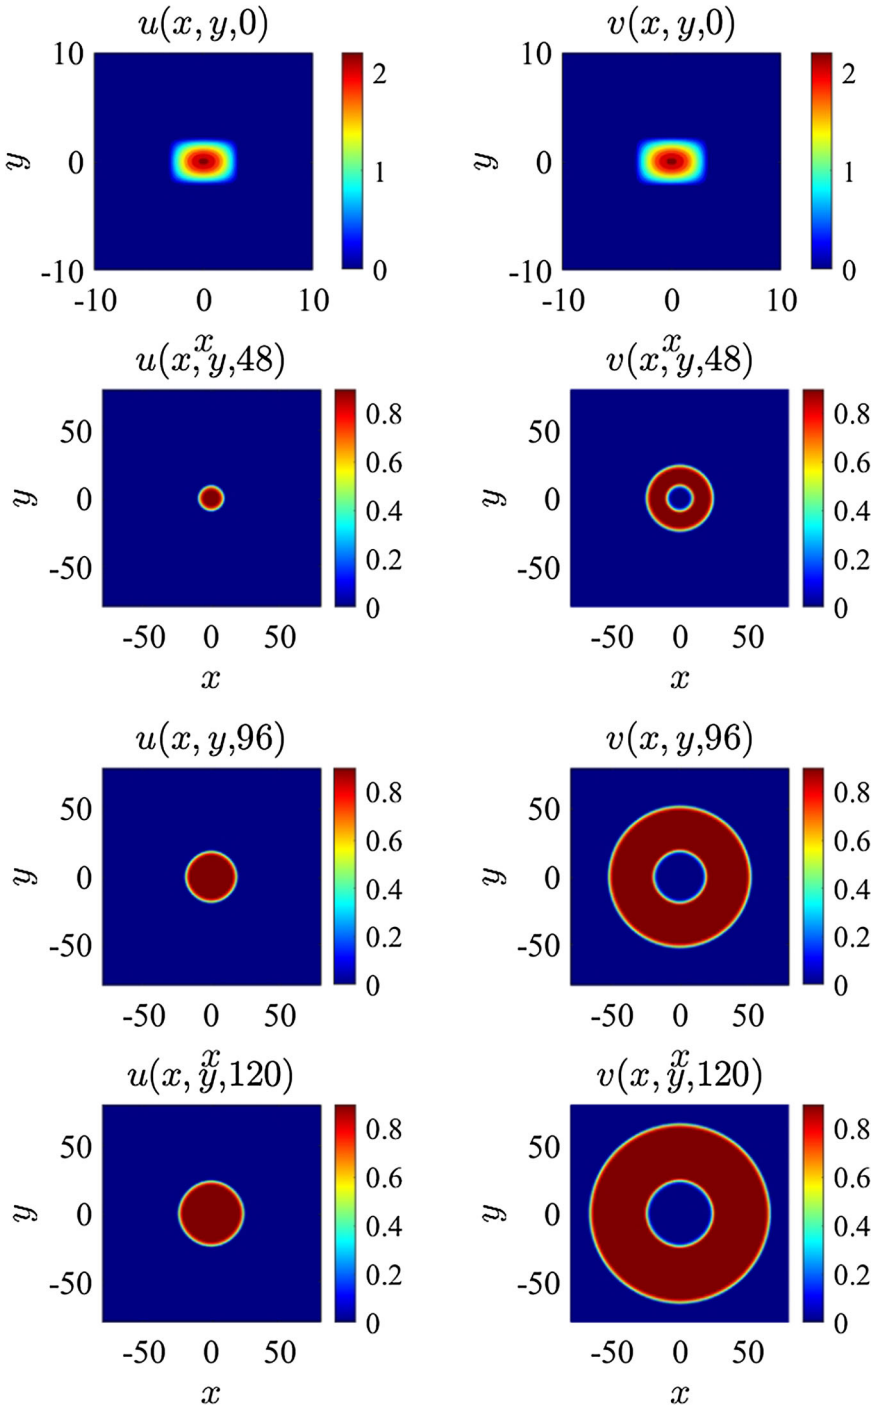 u(x, y,0)
v(x, y,0)
10
y
0
-10
-10 0 10
x
2
1
0
10
y
0
-10
-10 0 10
x
2
1
0
u(x, y,48)
v(x, y,48)
50
y
0
-50
-50 0 50
x
0.8
0.6
0.4
0.2
0
50
y
0
-50
-50 0 50
x
0.8
0.6
0.4
0.2
0
u(x, y,96)
v(x, y,96)
50
y
0
-50
-50 0 50
x
0.8
0.6
0.4
0.2
0
50
y
0
-50
-50 0 50
x
0.8
0.6
0.4
0.2
0
u(x, y,120)
v(x, y,120)
50
y
0
-50
-50 0 50
x
0.8
0.6
0.4
0.2
0
50
y
0
-50
-50 0 50
x
0.8
0.6
0.4
0.2
0